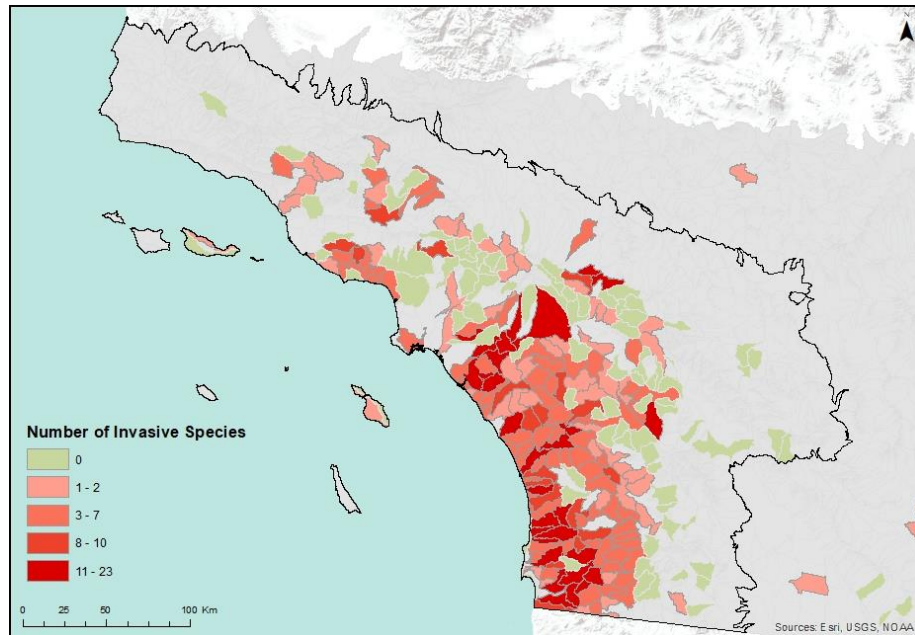 N
Number of Invasive Species
0
1 - 2
3 - 7
8 - 10
11 - 23
0 25 50 100 Km
Sources: Esri, USGS, NOAA